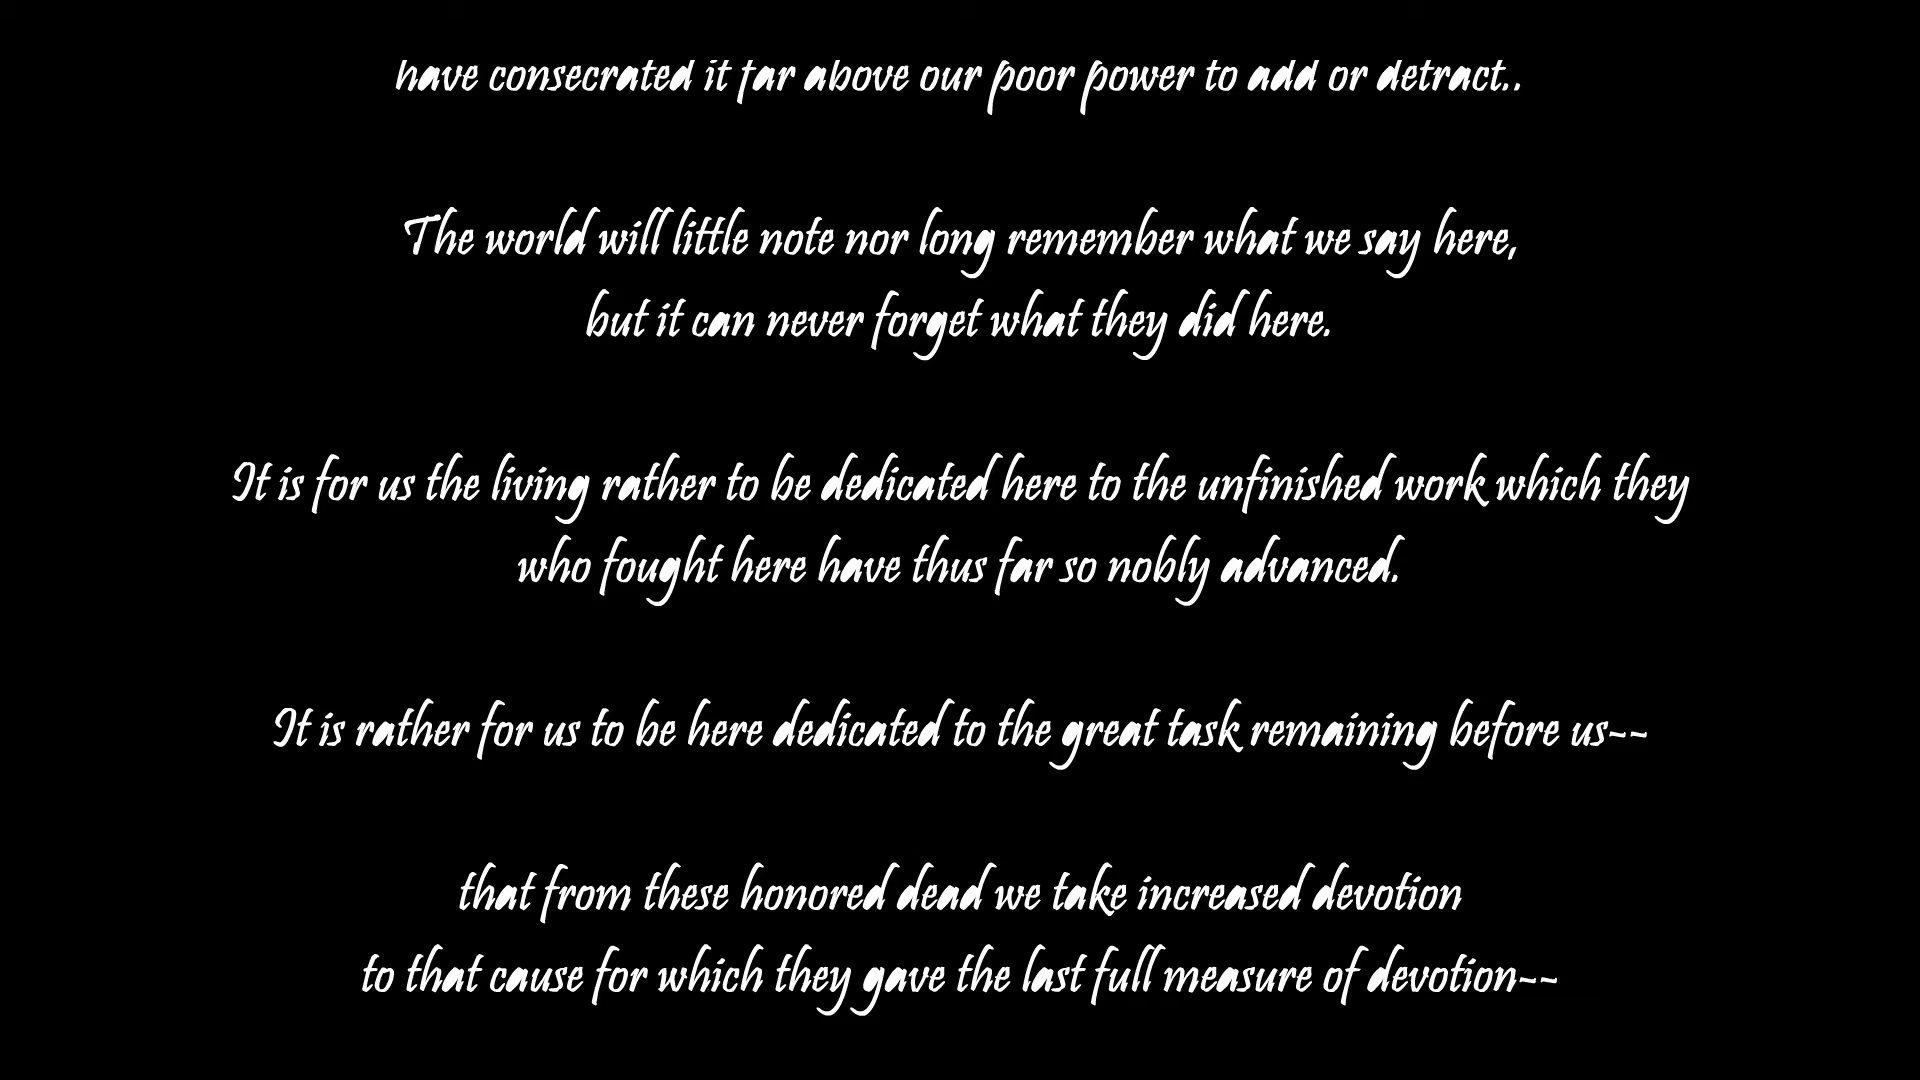 have consecrated it far above our poor power to add or detract..
The world will little note nor long remember what we say here,
but it can never forget what they did here.
It is for us the living rather to be dedicated here to the unfinished work which they
who fought here have thus far so nobly advanced.
It is rather for us to be here dedicated to the great task remaining before us~~
that from these honored dead we take increased devotion
to that cause for which they gave the last full measure of devotion~~